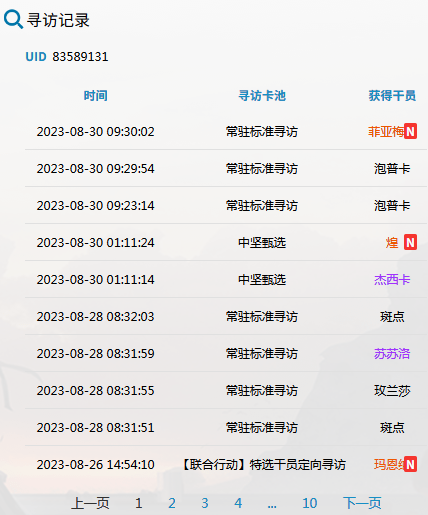 寻访记录
UID 83589131
时间 寻访卡池 获得干员
2023-08-30 09:30:02 常驻标准寻访 菲亚梅 N
2023-08-30 09:29:54 常驻标准寻访 泡普卡
2023-08-30 09:23:14 常驻标准寻访 泡普卡
2023-08-30 01:11:24 中坚甄选 煌 N
2023-08-30 01:11:14 中坚甄选 杰西卡
2023-08-28 08:32:03 常驻标准寻访 斑点
2023-08-28 08:31:59 常驻标准寻访 苏苏洛
2023-08-28 08:31:55 常驻标准寻访 玫兰莎
2023-08-28 08:31:51 常驻标准寻访 斑点
2023-08-26 14:54:10 【联合行动】特选干员定向寻访 玛恩 N
上一页 1 2 3 4 ... 10 下一页